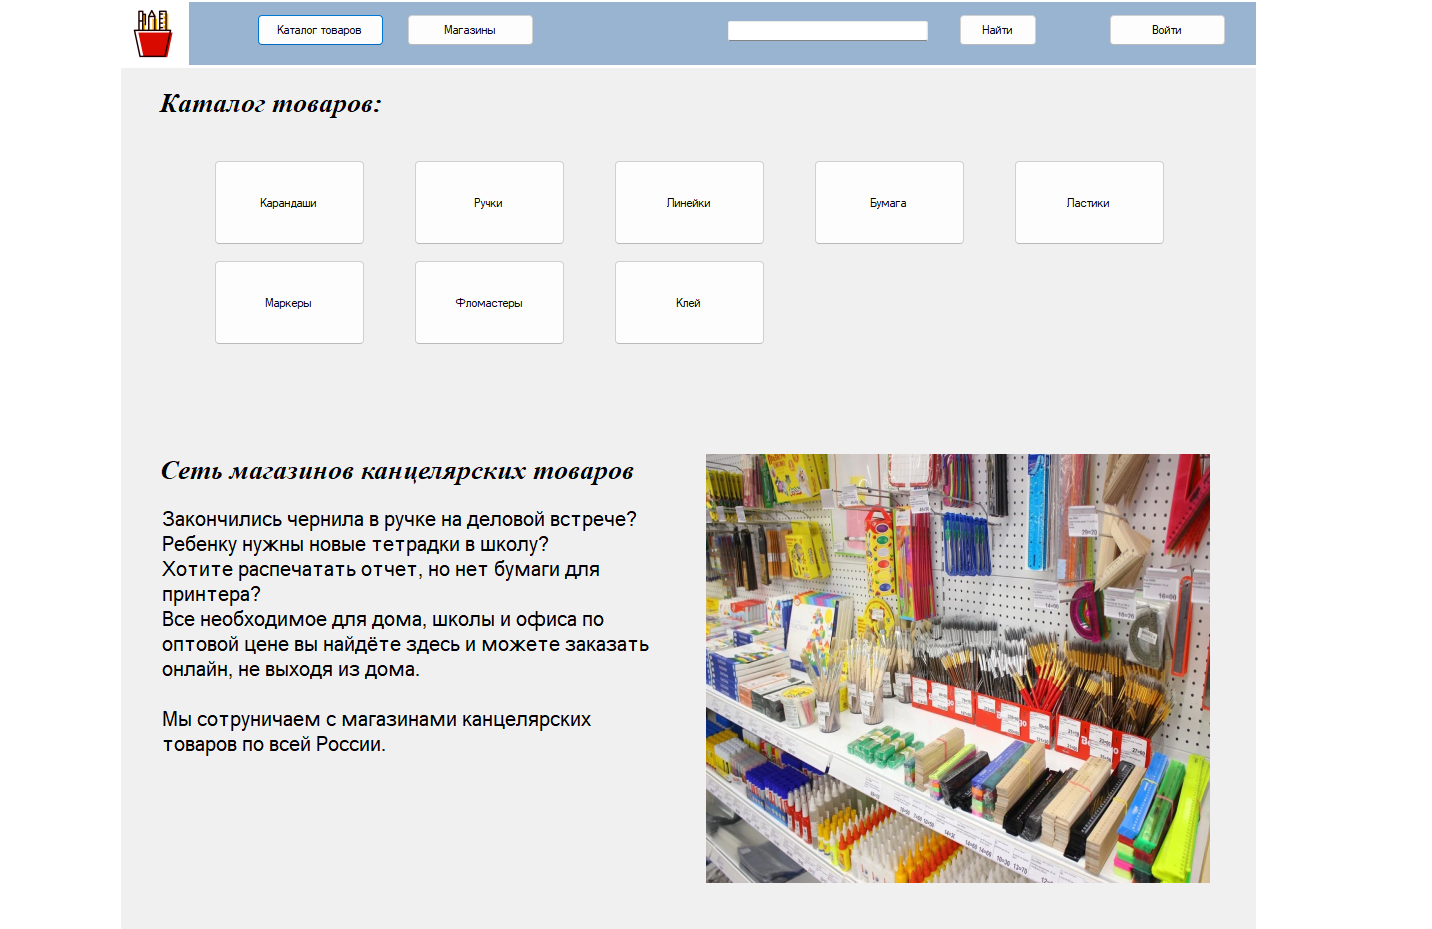 Каталог товаров Магазины Найти Войти
Каталог товаров:
Карандаши Ручки Линейки Бумага Ластики
Маркеры Фломастеры Клей
Сеть магазинов канцелярских товаров
Закончились чернила в ручке на деловой встрече?
Ребенку нужны новые тетрадки в школу?
Хотите распечатать отчет, но нет бумаги для
принтера?
Все необходимое для дома, школы и офиса по
оптовой цене вы найдёте здесь и можете заказать
онлайн, не выходя из дома.
Мы сотруничаем с магазинами канцелярских
товаров по всей России.